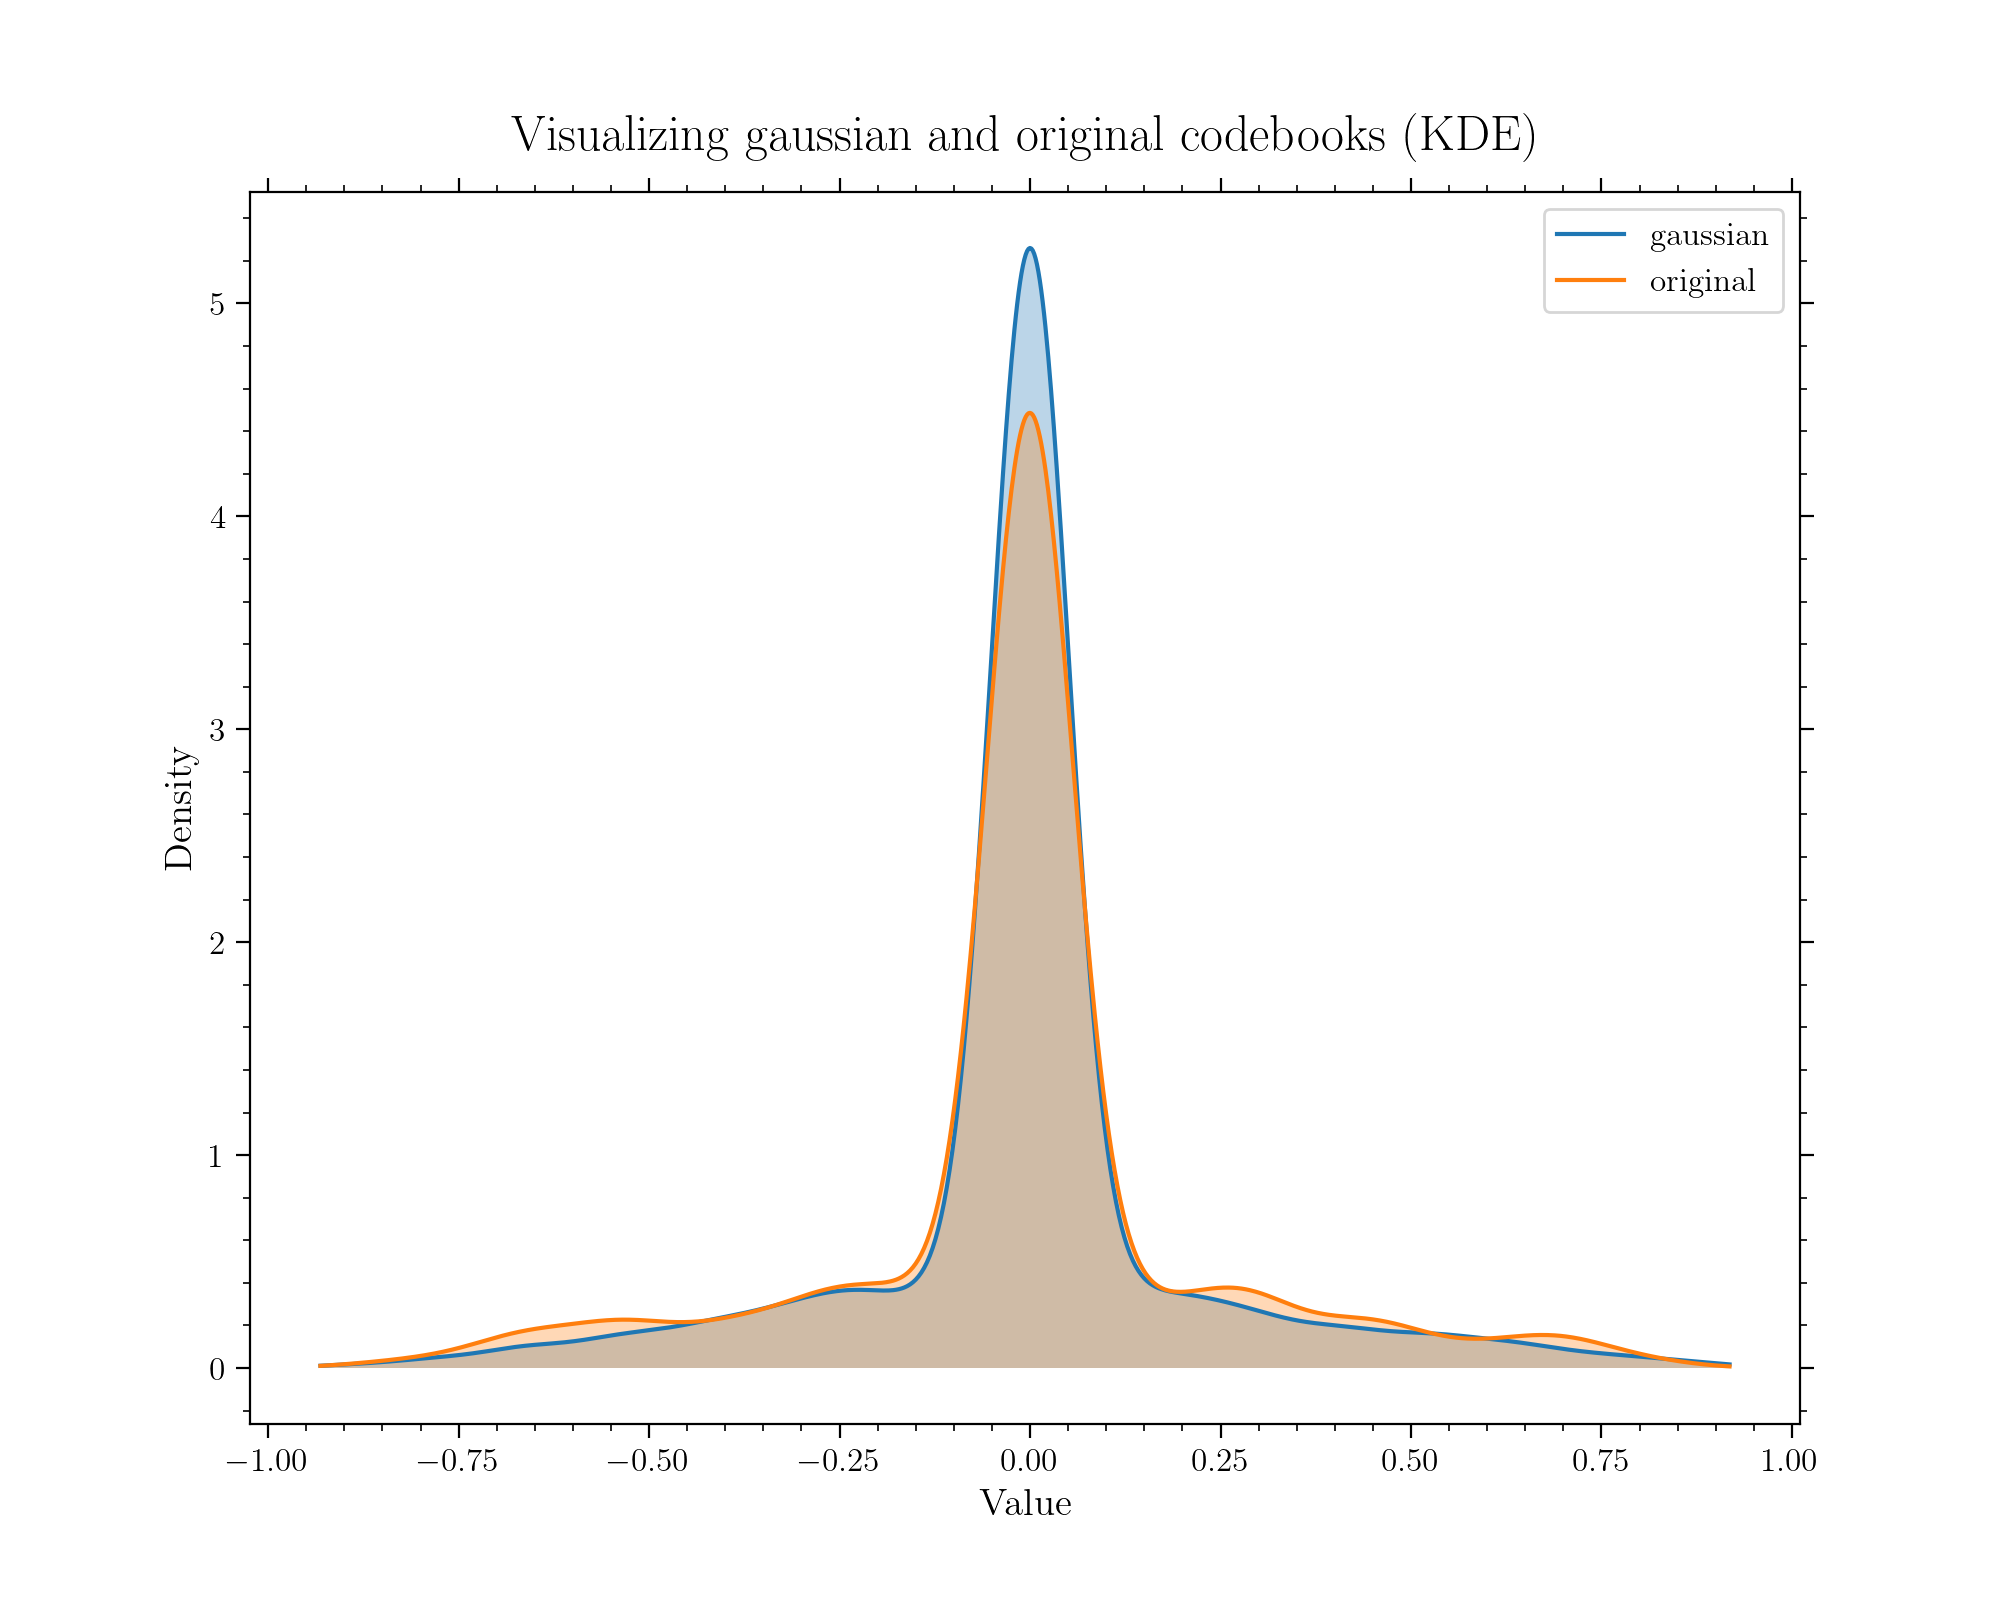 Visualizing gaussian and original codebooks (KDE)
gaussian
original
5
4
3
2
1
0
Density
−1.00 −0.75 −0.50 −0.25 0.00 0.25 0.50 0.75 1.00
Value